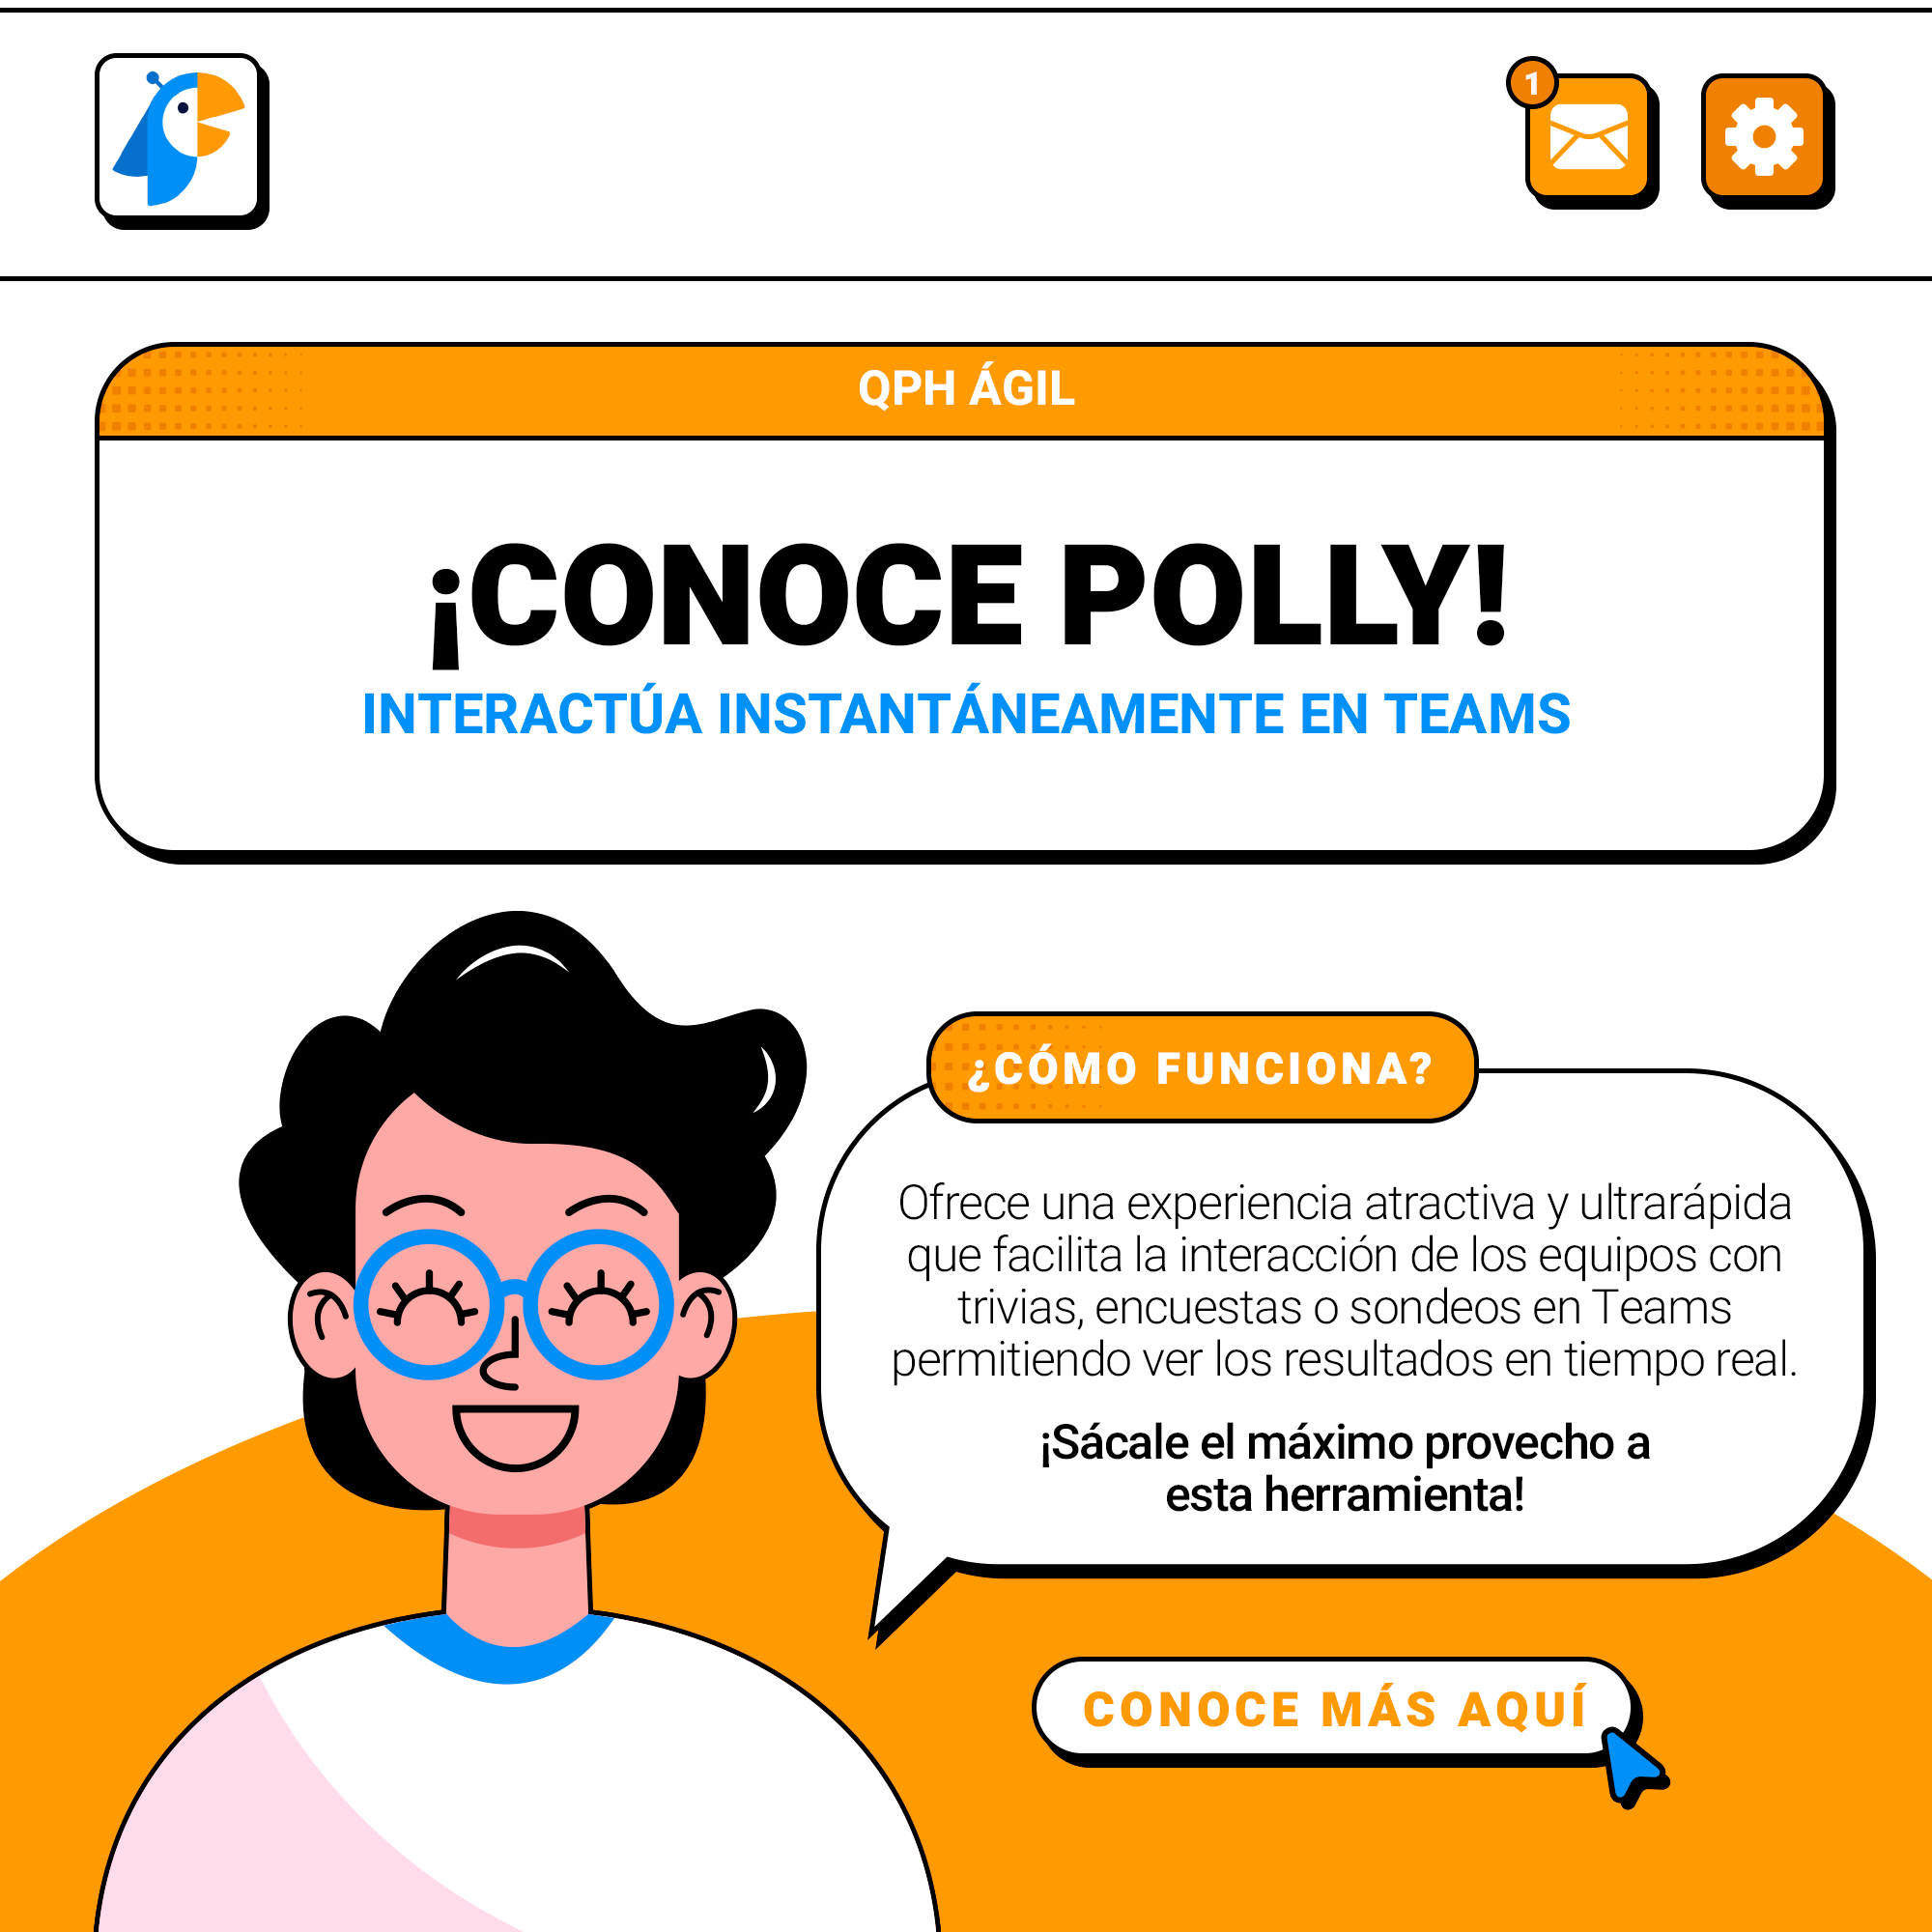 1
QPH ÁGIL
¡CONOCE POLLY!
INTERACTÚA INSTANTÁNEAMENTE EN TEAMS
¿CÓMO FUNCIONA?
Ofrece una experiencia atractiva y ultrarápida
que facilita la interacción de los equipos con
trivias, encuestas o sondeos en Teams
permitiendo ver los resultados en tiempo real.
¡Sácale el máximo provecho a
esta herramienta!
CONOCE MÁS AQUÍ